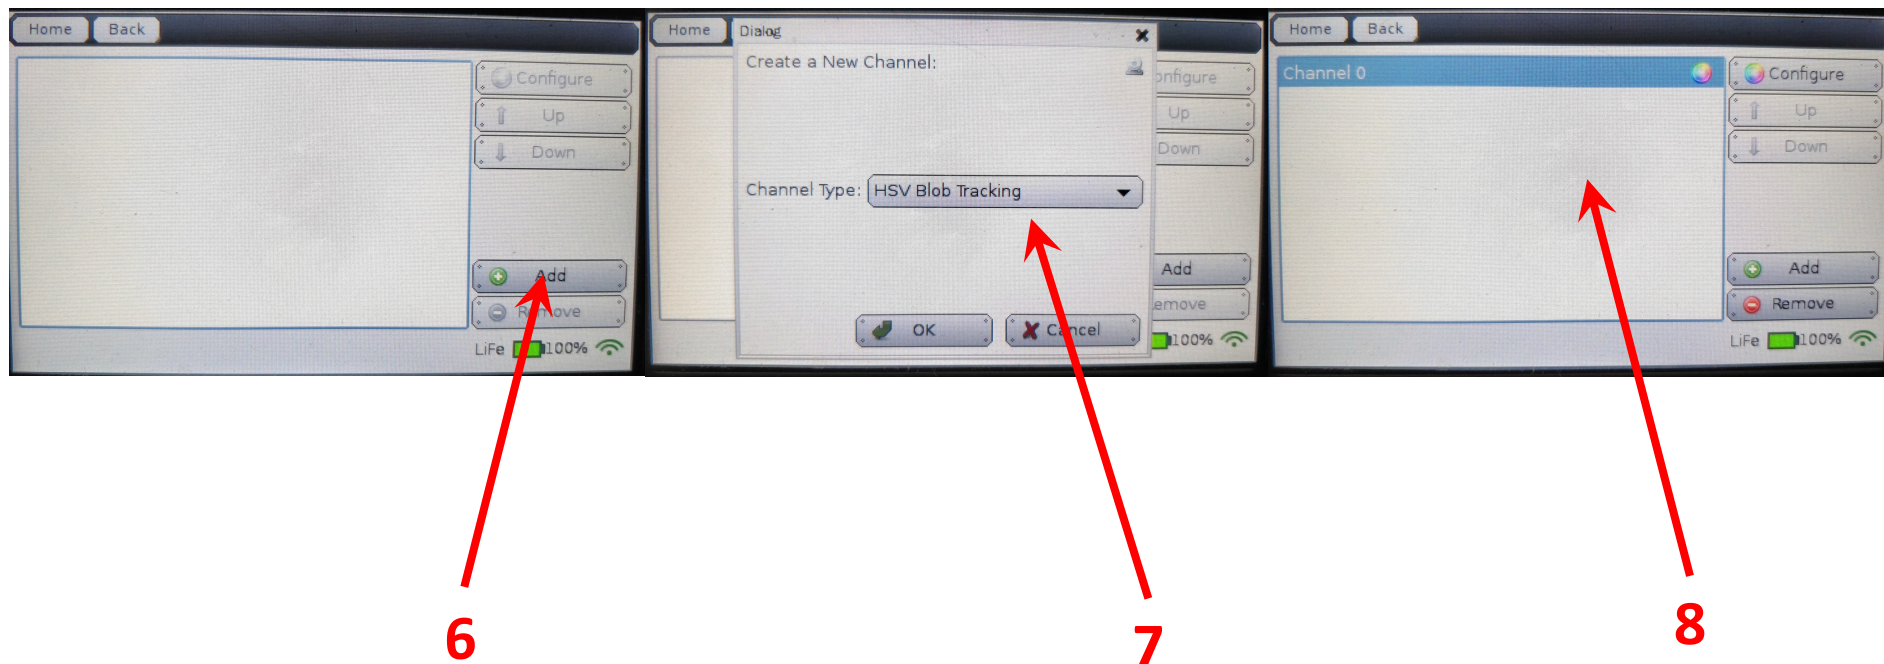 Home Back
Configure
Up
Down
Add
Remove
LiFe 100%
6
Home
Dialog
Create a New Channel:
Channel Type: HSV Blob Tracking
OK Cancel
onfigure
Up
Down
Add
emove
100%
7
Home Back
Channel 0
Configure
Up
Down
Add
Remove
LiFe 100%
8